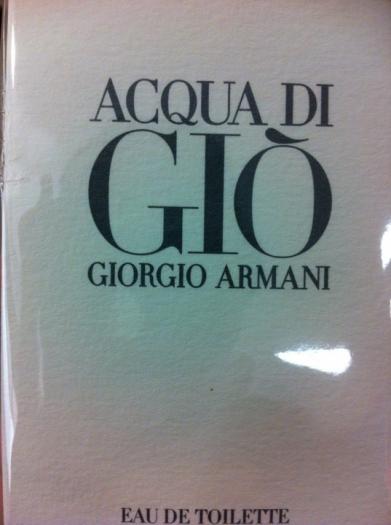 ACQUA DI
GIÒ
GIORGIO ARMANI
EAU DE TOILETTE